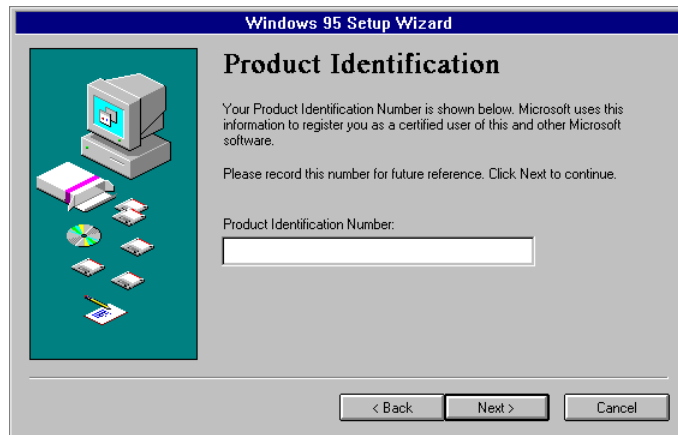 Windows 95 Setup Wizard
Product Identification
Your Product Identification Number is shown below. Microsoft uses this
information to register you as a certified user of this and other Microsoft
software.
Please record this number for future reference. Click Next to continue.
Product Identification Number:
< Back
Next >
Cancel